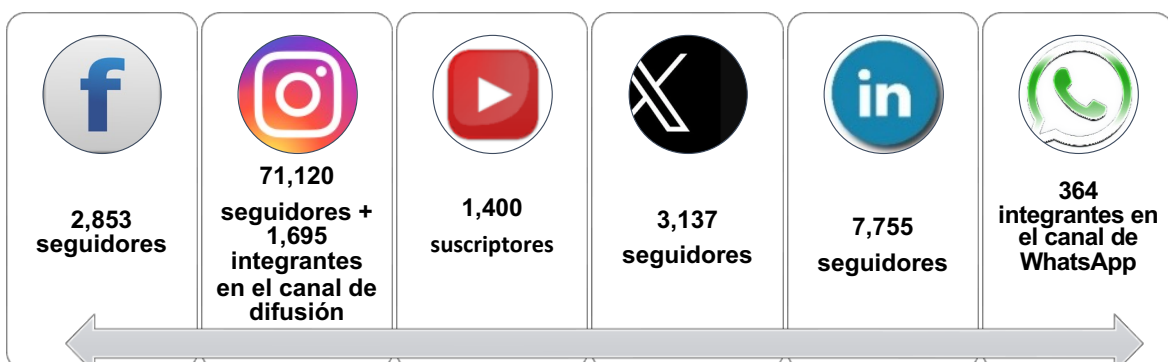 f
in
2,853
seguidores
71,120
seguidores +
1,695
integrantes
en el canal de
difusión
1,400
suscriptores
3,137
seguidores
7,755
seguidores
364
integrantes en
el canal de
WhatsApp